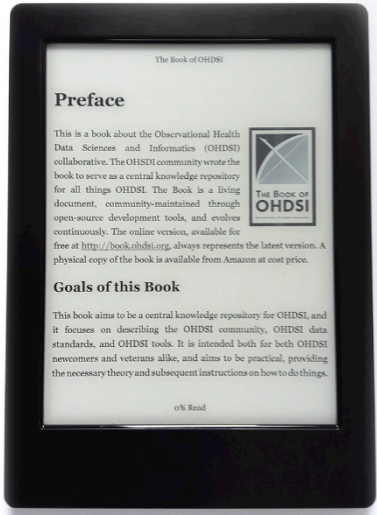 The Book of OHDSI
Preface
This is a book about the Observational Health
Data Sciences and Informatics (OHDSI)
collaborative. The OHSDI community wrote the
book to serve as a central knowledge repository
for all things OHDSI. The Book is a living
document, community-maintained through
open-source development tools, and evolves
continuously. The online version, available for
free at http://book.ohdsi.org, always represents the latest version. A
physical copy of the book is available from Amazon at cost price.
THE BOOK OF
OHDSI
Goals of this Book
This book aims to be a central knowledge repository for OHDSI, and
it focuses on describing the OHDSI community, OHDSI data
standards, and OHDSI tools. It is intended both for both OHDSI
newcomers and veterans alike, and aims to be practical, providing
the necessary theory and subsequent instructions on how to do things.
0% Read